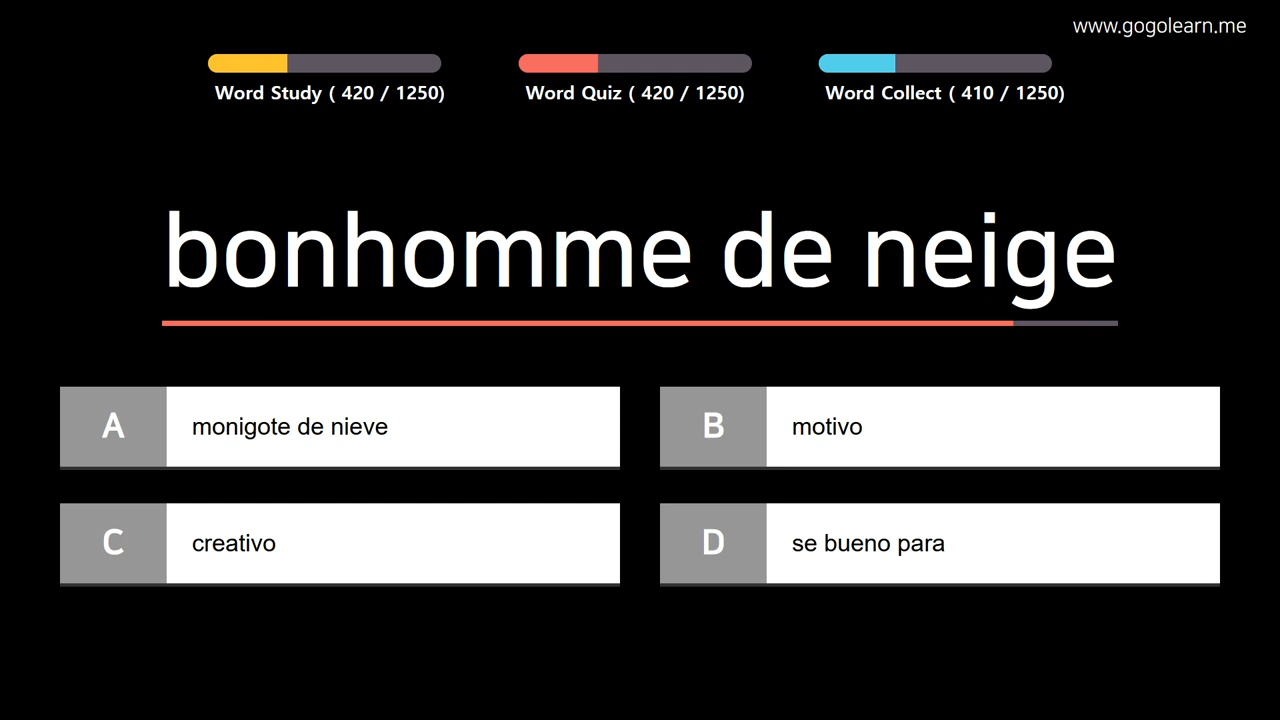 www.gogolearn.me
Word Study ( 420 / 1250)
Word Quiz ( 420 / 1250)
Word Collect ( 410 / 1250)
bonhomme de neige
A
monigote de nieve
B
motivo
C
creativo
D
se bueno para